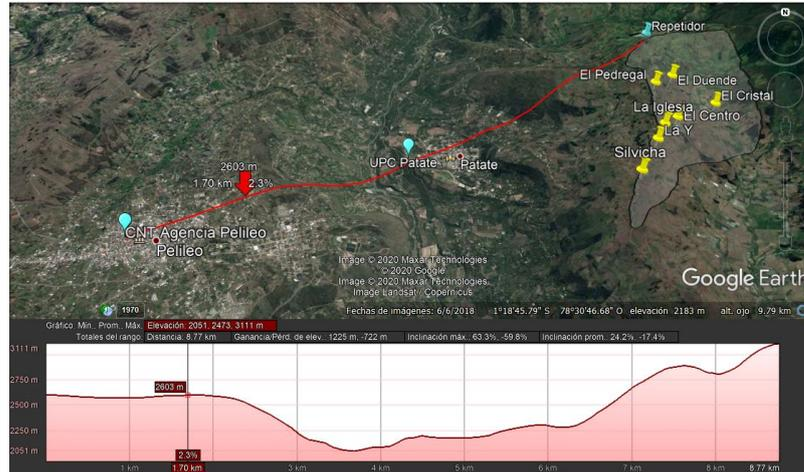 N
Repetidor
El Pedregal
El Duende
El Cristal
La Iglesia
El Centro
La Y
Silvicha
UPC Patate
Patate
2603 m
1.70 km 2.3%
CNT Agencia Pelileo
Pelileo
Image © 2020 Maxar Technologies
© 2020 Google
Image © 2020 Maxar Technologies
Image Landsat / Copernicus
Google Earth
1970
Fechas de imágenes: 6/6/2018 1°18'45.79" S 78°30'46.68" O elevación 2183 m alt. ojo 9.79 km
Gráfico Mín., Prom., Máx. Elevación: 2051, 2473, 3111 m
Totales del rango: Distancia: 8.77 km Ganancia/Pérd. de elev.: 1225 m, -722 m Inclinación máx.: 63.3%, -59.8% Inclinación prom.: 24.2%, -17.4%
3111 m
2750 m
2500 m
2250 m
2051 m
2603 m
2.3%
1 km 1.70 km 3 km 4 km 5 km 6 km 7 km 8 km 8.77 km